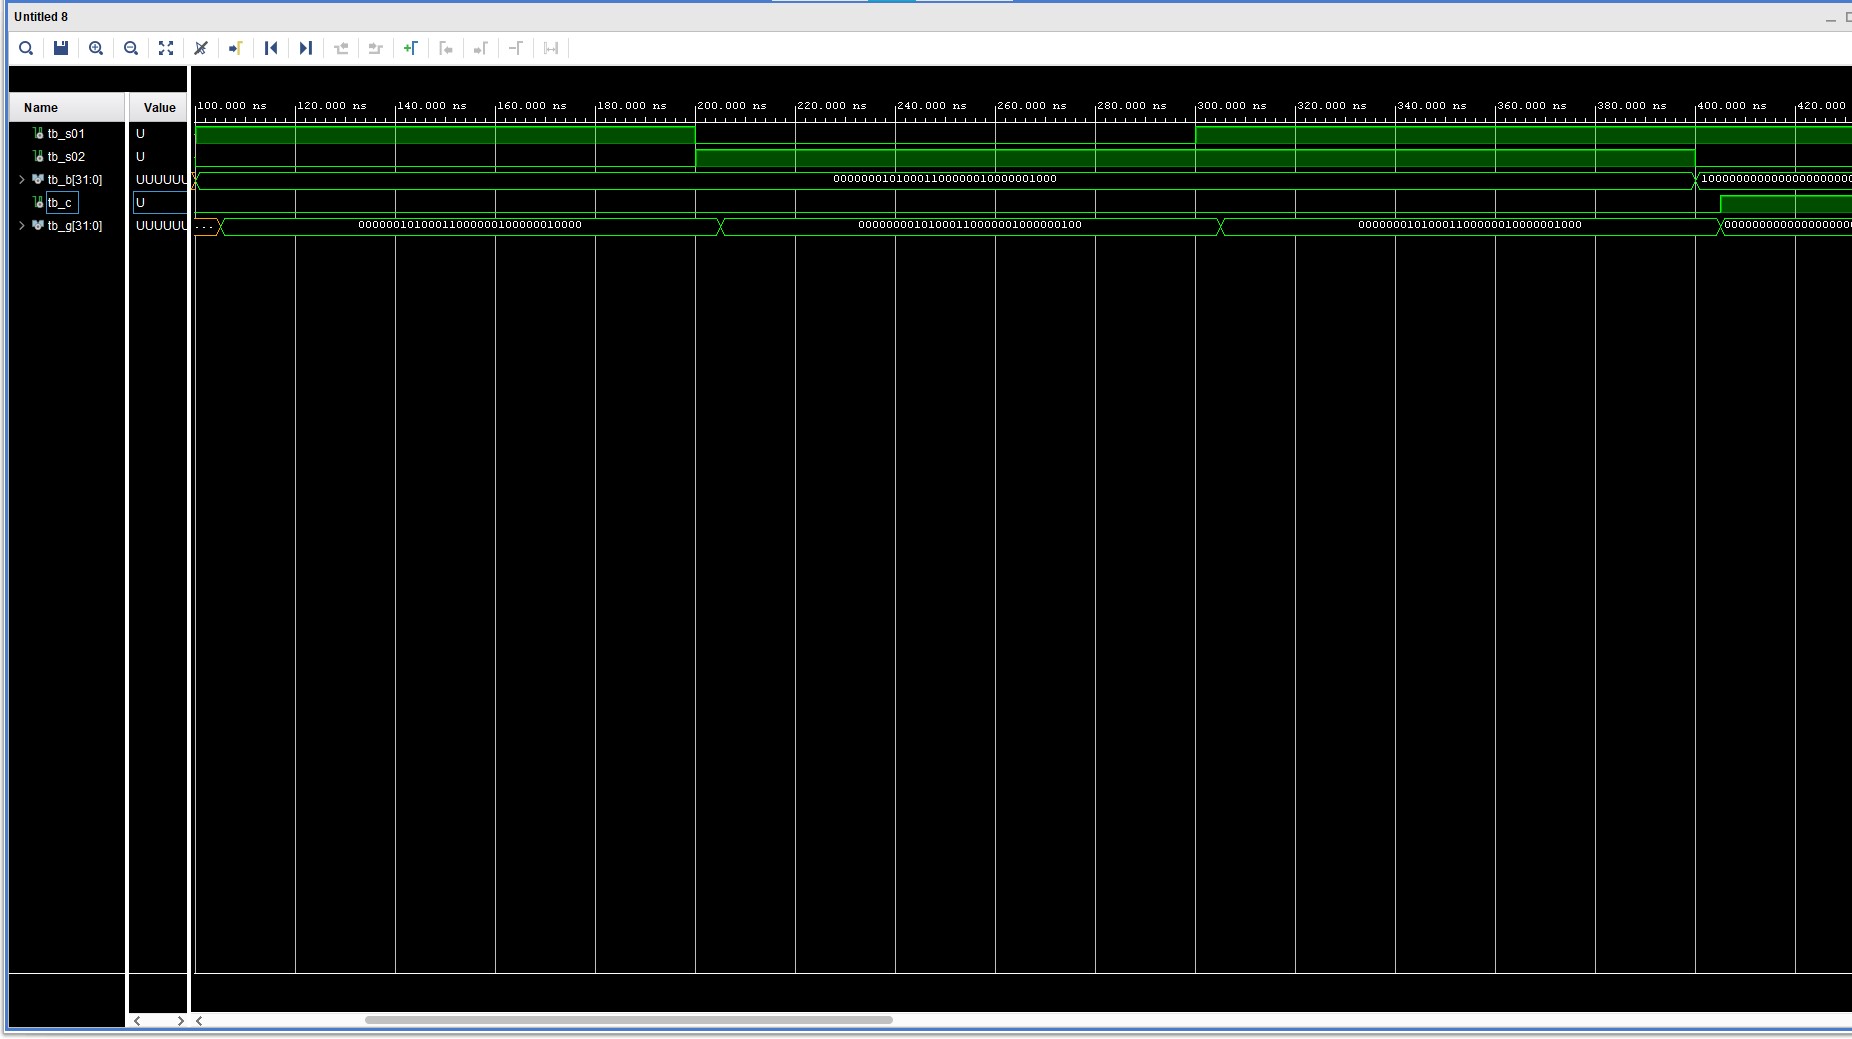 Untitled 8
Name Value 100.000 ns 120.000 ns 140.000 ns 160.000 ns 180.000 ns 200.000 ns 220.000 ns 240.000 ns 260.000 ns 280.000 ns 300.000 ns 320.000 ns 340.000 ns 360.000 ns 380.000 ns 400.000 ns 420.000
tb_s01 U
tb_s02 U
tb_b[31:0] UUUUUU 00000001010001100000010000001000 1000000000000000000000
tb_c U
tb_g[31:0] UUUUUU ... 00000010100011000000100000010000 00000000101000110000001000000100 00000001010001100000010000001000 000000000000000000